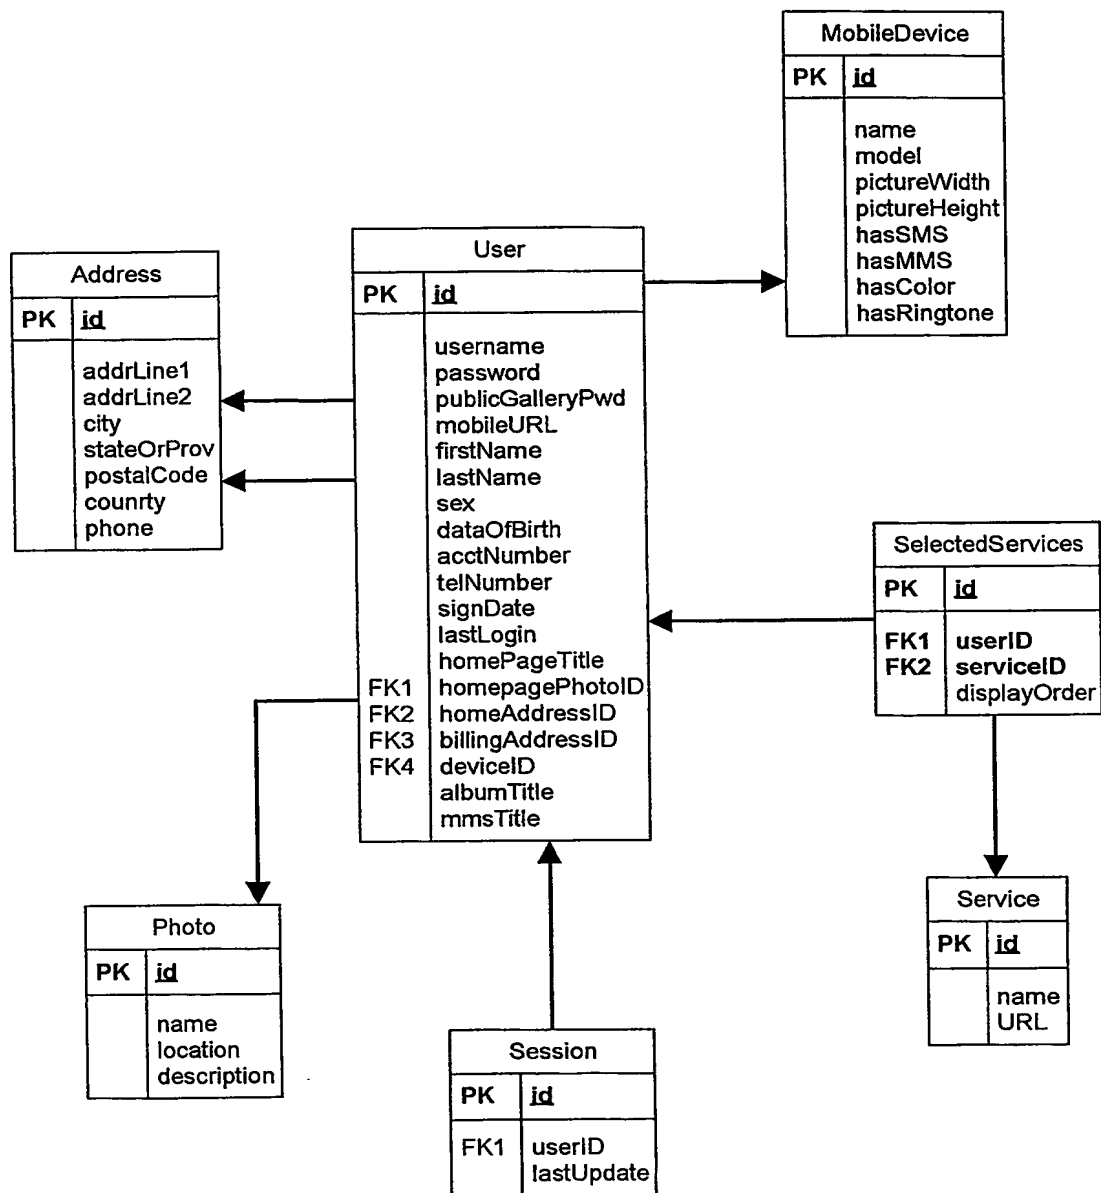 MobileDevice
PK id
name
model
pictureWidth
pictureHeight
hasSMS
hasMMS
hasColor
hasRingtone
User
PK id
username
password
publicGalleryPwd
mobileURL
firstName
lastName
sex
dataOfBirth
acctNumber
telNumber
signDate
lastLogin
homePageTitle
FK1 homepagePhotoID
FK2 homeAddressID
FK3 billingAddressID
FK4 deviceID
albumTitle
mmsTitle
Address
PK id
addrLine1
addrLine2
city
stateOrProv
postalCode
counrty
phone
SelectedServices
PK id
FK1 userID
FK2 serviceID
displayOrder
Service
PK id
name
URL
Photo
PK id
name
location
description
Session
PK id
FK1 userID
lastUpdate